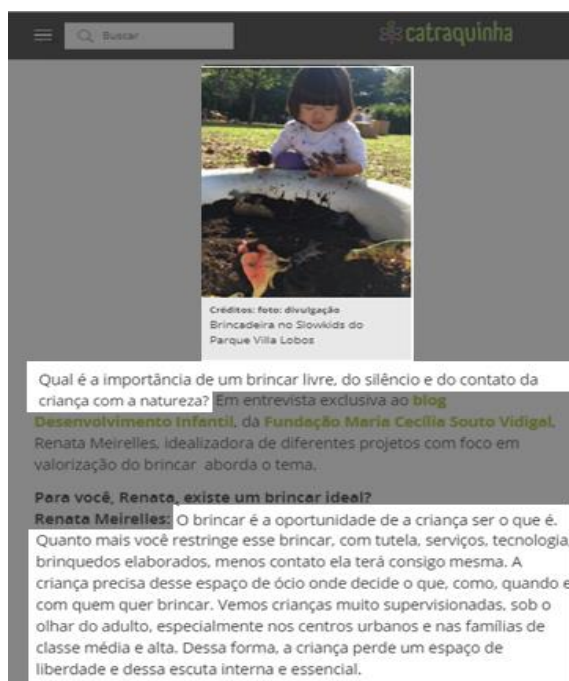 Buscar
catraquinha
Créditos: foto: divulgação
Brincadeira no Slowkids do
Parque Villa Lobos
Qual é a importância de um brincar livre, do silêncio e do contato da
criança com a natureza? Em entrevista exclusiva ao blog
Desenvolvimento Infantil, da Fundação Maria Cecília Souto Vidigal,
Renata Meirelles, idealizadora de diferentes projetos com foco em
valorização do brincar aborda o tema.
Para você, Renata, existe um brincar ideal?
Renata Meirelles: O brincar é a oportunidade de a criança ser o que é.
Quanto mais você restringe esse brincar, com tutela, serviços, tecnologia,
brinquedos elaborados, menos contato ela terá consigo mesma. A
criança precisa desse espaço de ócio onde decide o que, como, quando e
com quem quer brincar. Vemos crianças muito supervisionadas, sob o
olhar do adulto, especialmente nos centros urbanos e nas famílias de
classe média e alta. Dessa forma, a criança perde um espaço de
liberdade e dessa escuta interna e essencial.